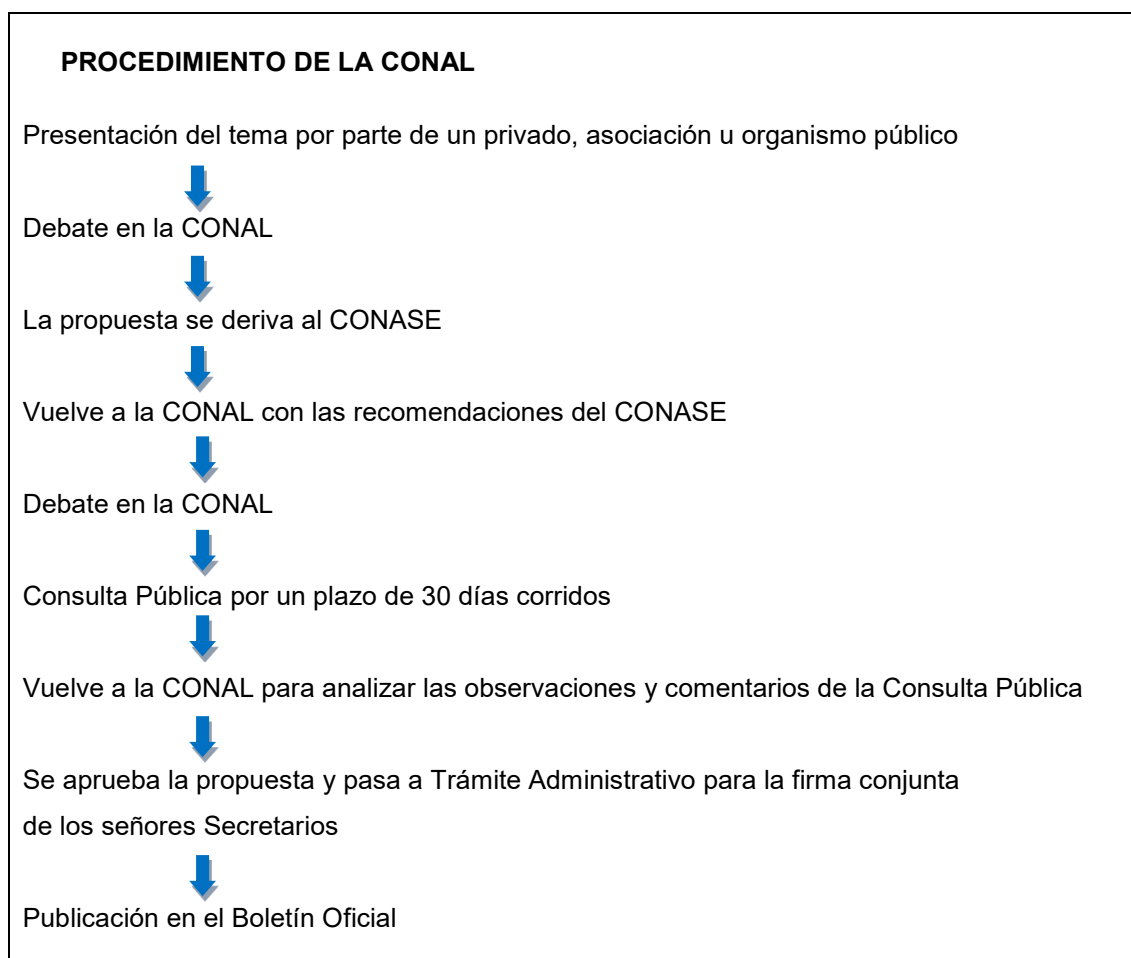 PROCEDIMIENTO DE LA CONAL
Presentación del tema por parte de un privado, asociación u organismo público
Debate en la CONAL
La propuesta se deriva al CONASE
Vuelve a la CONAL con las recomendaciones del CONASE
Debate en la CONAL
Consulta Pública por un plazo de 30 días corridos
Vuelve a la CONAL para analizar las observaciones y comentarios de la Consulta Pública
Se aprueba la propuesta y pasa a Trámite Administrativo para la firma conjunta
de los señores Secretarios
Publicación en el Boletín Oficial